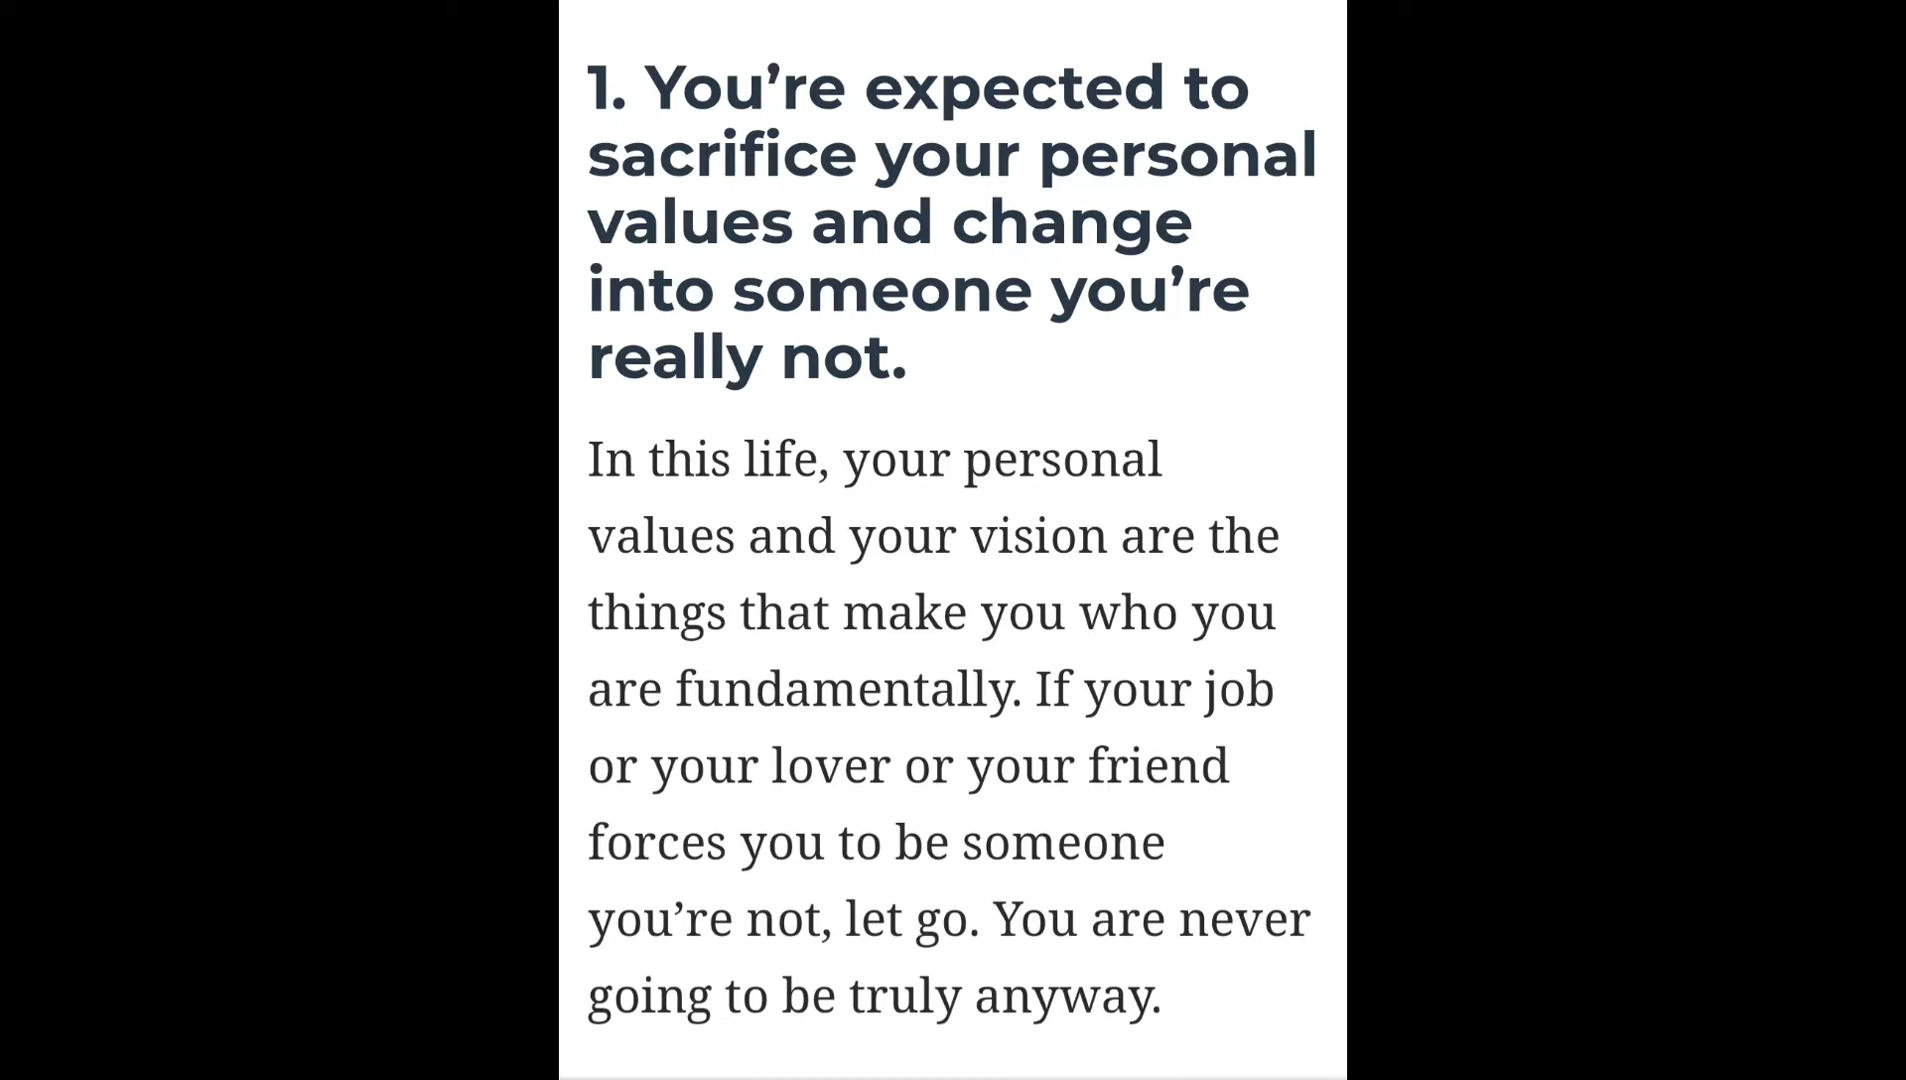 1. You’re expected to
sacrifice your personal
values and change
into someone you’re
really not.
In this life, your personal
values and your vision are the
things that make you who you
are fundamentally. If your job
or your lover or your friend
forces you to be someone
you’re not, let go. You are never
going to be truly anyway.